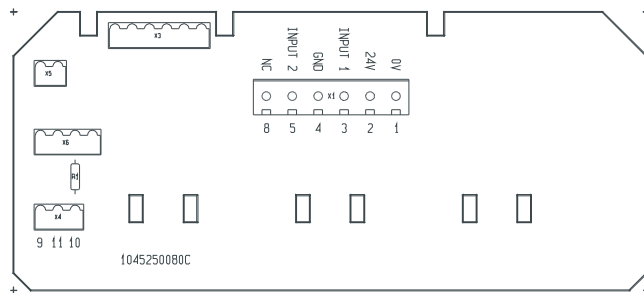 X3
X5
NC
INPUT 2
GND
INPUT 1
24V
0V
X1
8 5 4 3 2 1
X6
R1
X4
9 11 10
1045250080C